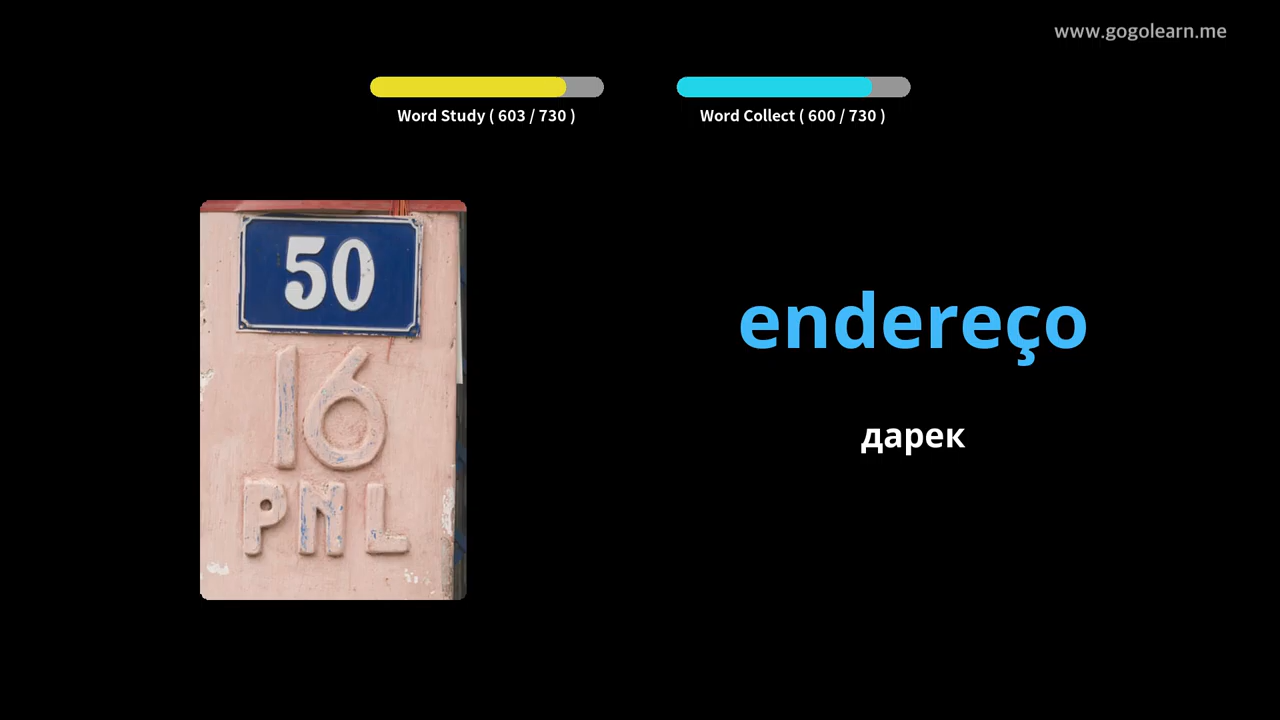 www.gogolearn.me
Word Study ( 603 / 730 )
Word Collect ( 600 / 730 )
50
16
PNL
endereço
дарек